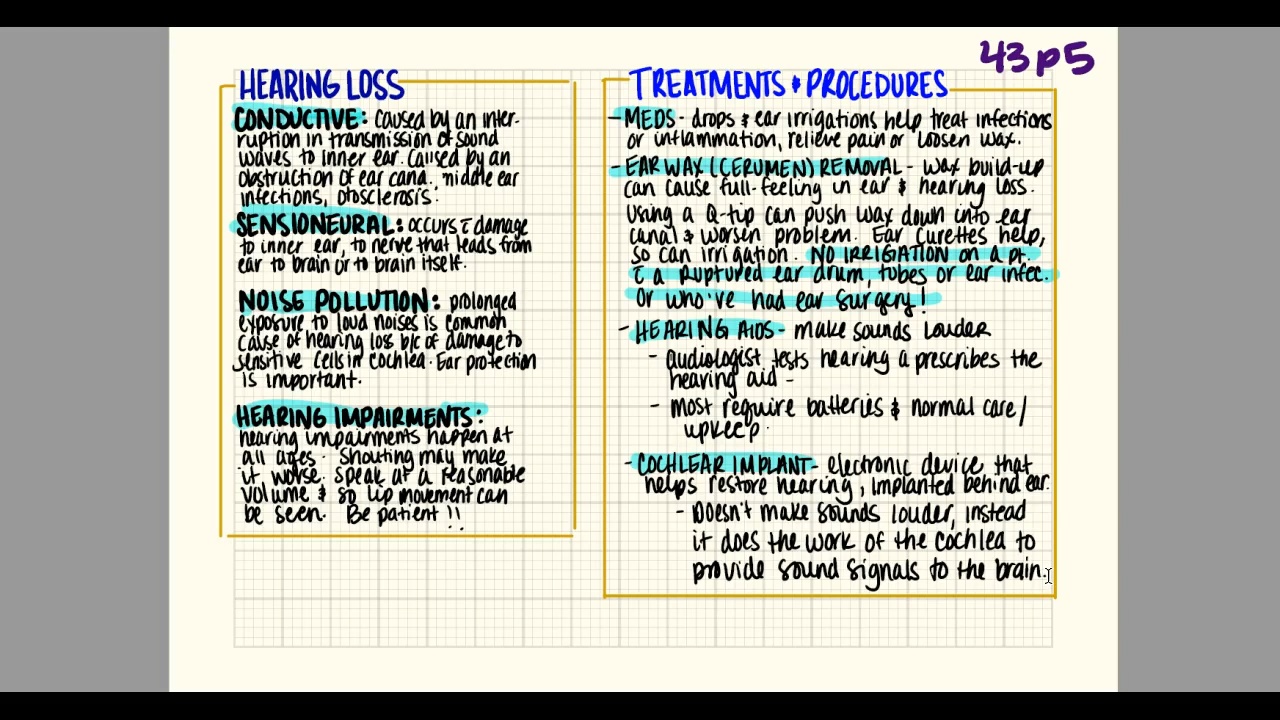 43 p5
HEARING LOSS
CONDUCTIVE: Caused by an inter-
ruption in transmission of sound
waves to inner ear. Caused by an
obstruction of ear canal, middle ear
infections, otosclerosis.
SENSIONEURAL: occurs c̄ damage
to inner ear, to nerve that leads from
ear to brain or to brain itself.
NOISE POLLUTION: prolonged
exposure to loud noises is common
cause of hearing loss b/c of damage to
sensitive cells in cochlea. Ear protection
is important.
HEARING IMPAIRMENTS:
hearing impairments happen at
all ages. Shouting may make
it worse. Speak at a reasonable
volume & so lip movement can
be seen. Be patient!!
TREATMENTS & PROCEDURES
- MEDS - drops & ear irrigations help treat infections
or inflammation, relieve pain or loosen wax.
- EAR WAX (CERUMEN) REMOVAL - wax build-up
can cause full-feeling in ear & hearing loss.
Using a Q-tip can push wax down into ear
canal & worsen problem. Ear curettes help,
so can irrigation. NO IRRIGATION on a pt.
c̄ a ruptured ear drum, tubes or ear infec.
or who've had ear surgery!
- HEARING AIDS - make sounds louder
- audiologist tests hearing a prescribes the
hearing aid -
- most require batteries & normal care/
upkeep.
- COCHLEAR IMPLANT - electronic device that
helps restore hearing, implanted behind ear.
- Doesn't make sounds louder, instead
it does the work of the cochlea to
provide sound signals to the brain.